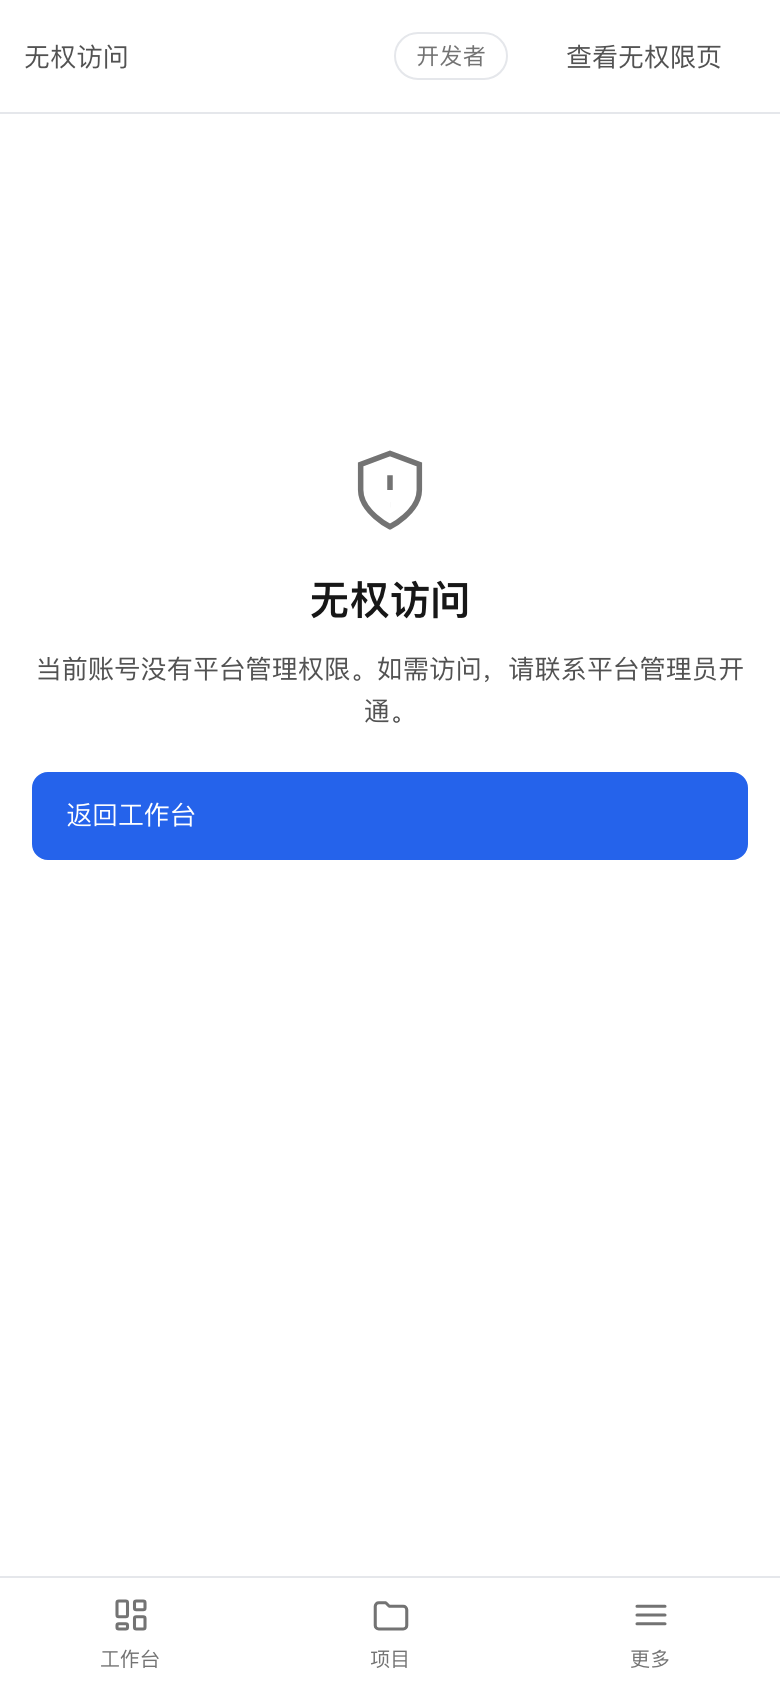 无权访问
开发者
查看无权限页
无权访问
当前账号没有平台管理权限。如需访问，请联系平台管理员开
通。
返回工作台
工作台
项目
更多